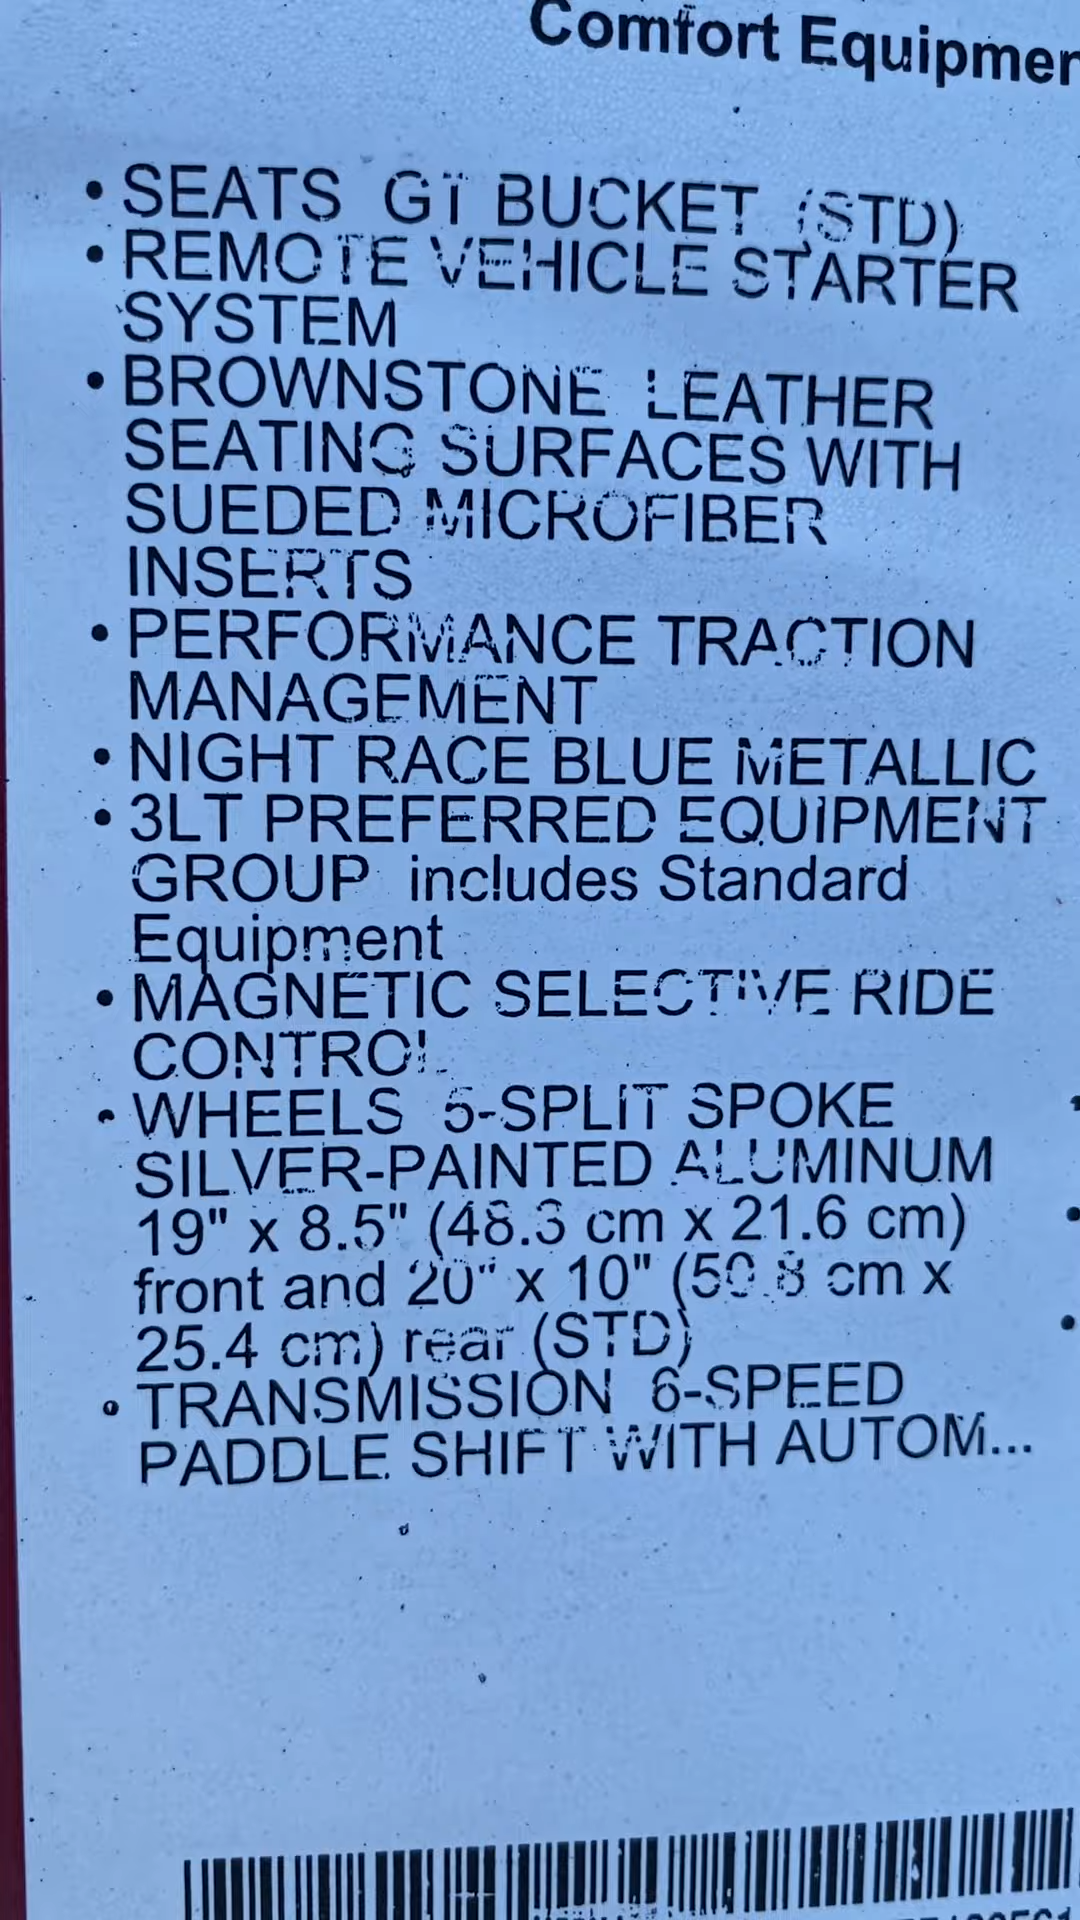 Comfort Equipmen
• SEATS GT BUCKET (STD)
• REMOTE VEHICLE STARTER
SYSTEM
• BROWNSTONE LEATHER
SEATING SURFACES WITH
SUEDED MICROFIBER
INSERTS
• PERFORMANCE TRACTION
MANAGEMENT
• NIGHT RACE BLUE METALLIC
• 3LT PREFERRED EQUIPMENT
GROUP includes Standard
Equipment
• MAGNETIC SELECTIVE RIDE
CONTROL
• WHEELS 5-SPLIT SPOKE
SILVER-PAINTED ALUMINUM
19" x 8.5" (48.3 cm x 21.6 cm)
front and 20" x 10" (50.8 cm x
25.4 cm) rear (STD)
• TRANSMISSION 6-SPEED
PADDLE SHIFT WITH AUTOM...